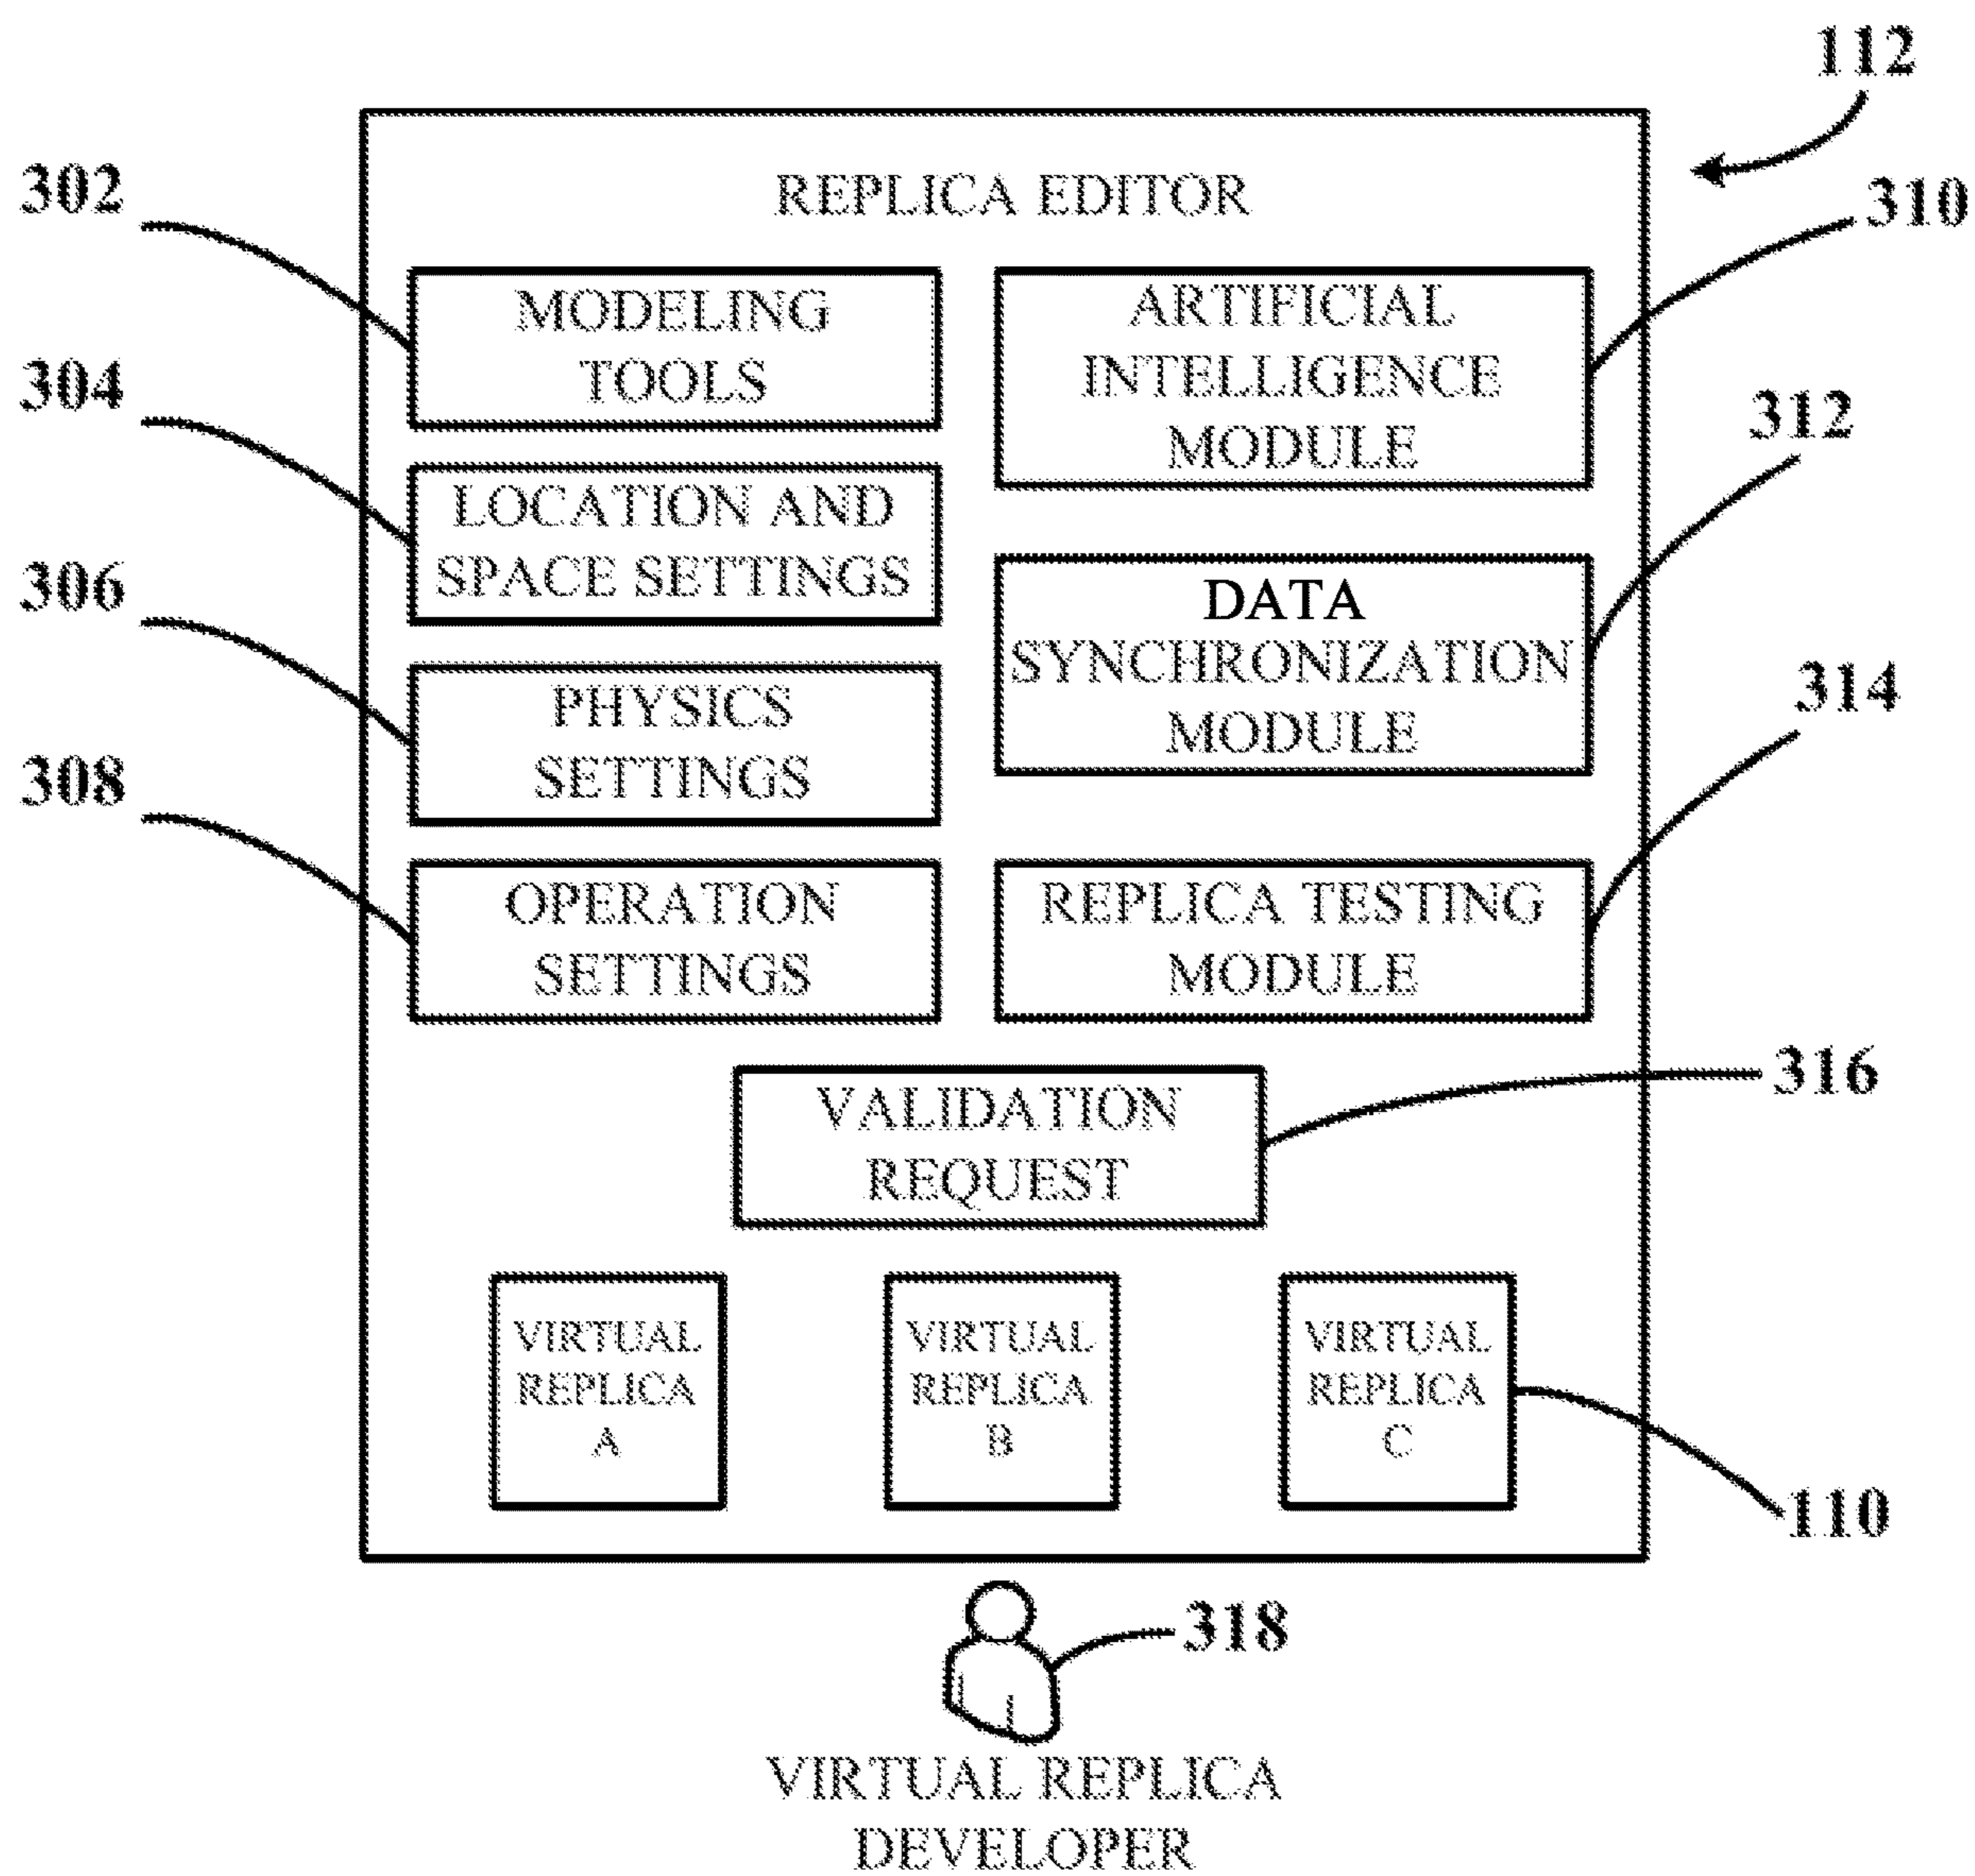 112
REPLICA EDITOR
302
MODELING
TOOLS
304
LOCATION AND
SPACE SETTINGS
306
PHYSICS
SETTINGS
308
OPERATION
SETTINGS
310
ARTIFICIAL
INTELLIGENCE
MODULE
312
DATA
SYNCHRONIZATION
MODULE
314
REPLICA TESTING
MODULE
VALIDATION
REQUEST
316
VIRTUAL
REPLICA
A
VIRTUAL
REPLICA
B
VIRTUAL
REPLICA
C
110
318
VIRTUAL REPLICA
DEVELOPER